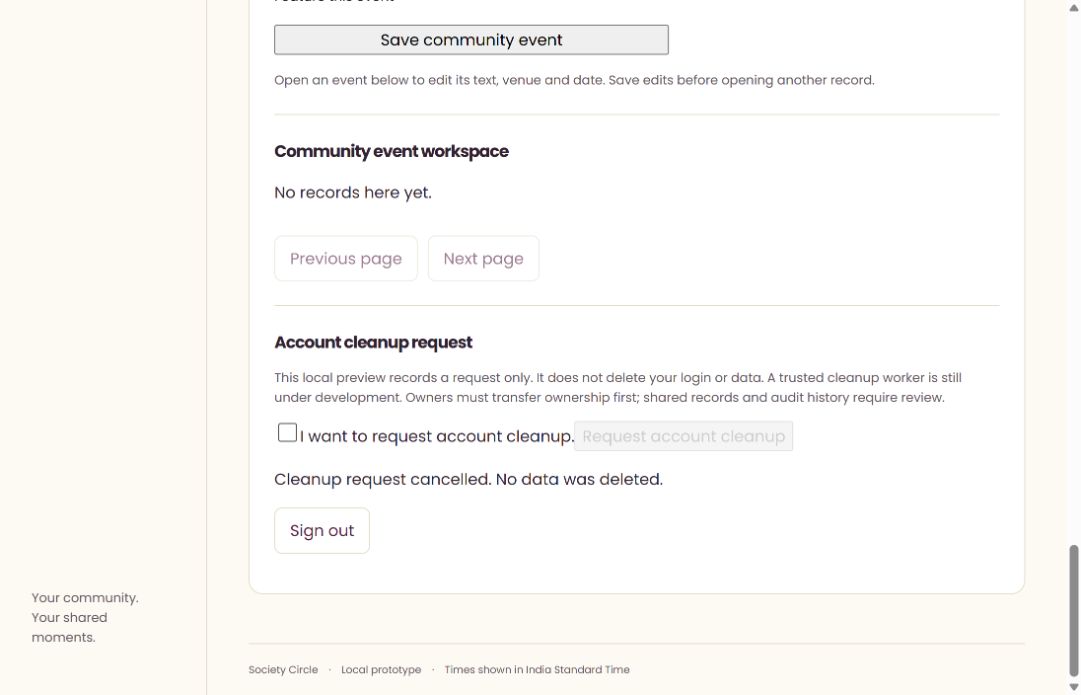 Feature this event
Save community event
Open an event below to edit its text, venue and date. Save edits before opening another record.
Community event workspace
No records here yet.
Previous page
Next page
Account cleanup request
This local preview records a request only. It does not delete your login or data. A trusted cleanup worker is still
under development. Owners must transfer ownership first; shared records and audit history require review.
I want to request account cleanup. Request account cleanup
Cleanup request cancelled. No data was deleted.
Sign out
Your community.
Your shared
moments.
Society Circle · Local prototype · Times shown in India Standard Time